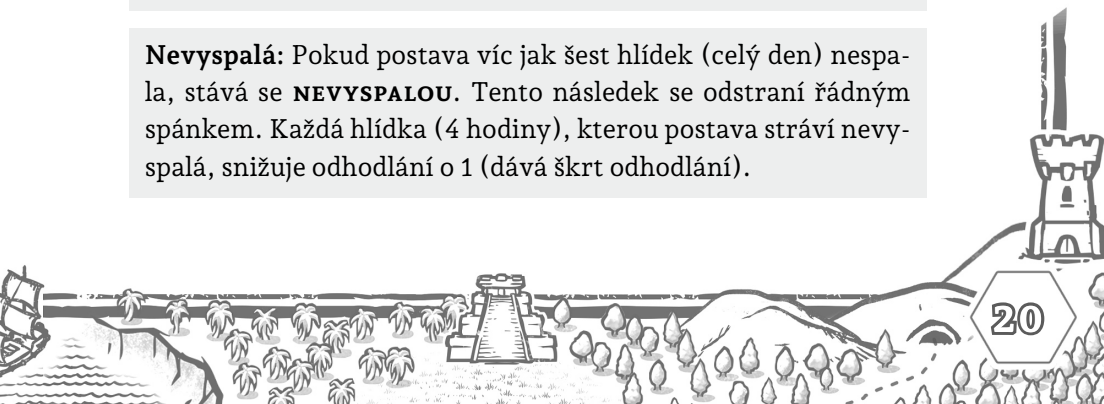 Nevyspalá: Pokud postava víc jak šest hlídek (celý den) nespa-
la, stává se NEVYSPALOU. Tento následek se odstraní řádným
spánkem. Každá hlídka (4 hodiny), kterou postava stráví nevy-
spalá, snižuje odhodlání o 1 (dává škrt odhodlání).
20